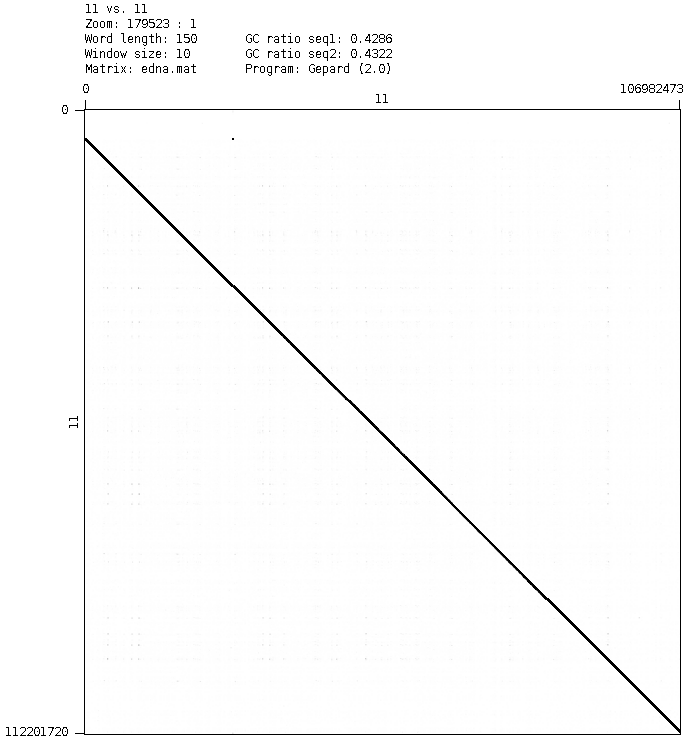 11 vs. 11
Zoom: 179523 : 1
Word length: 150 GC ratio seq1: 0.4286
Window size: 10 GC ratio seq2: 0.4322
Matrix: edna.mat Program: Gepard (2.0)
0 106982473
11
0
11
112201720